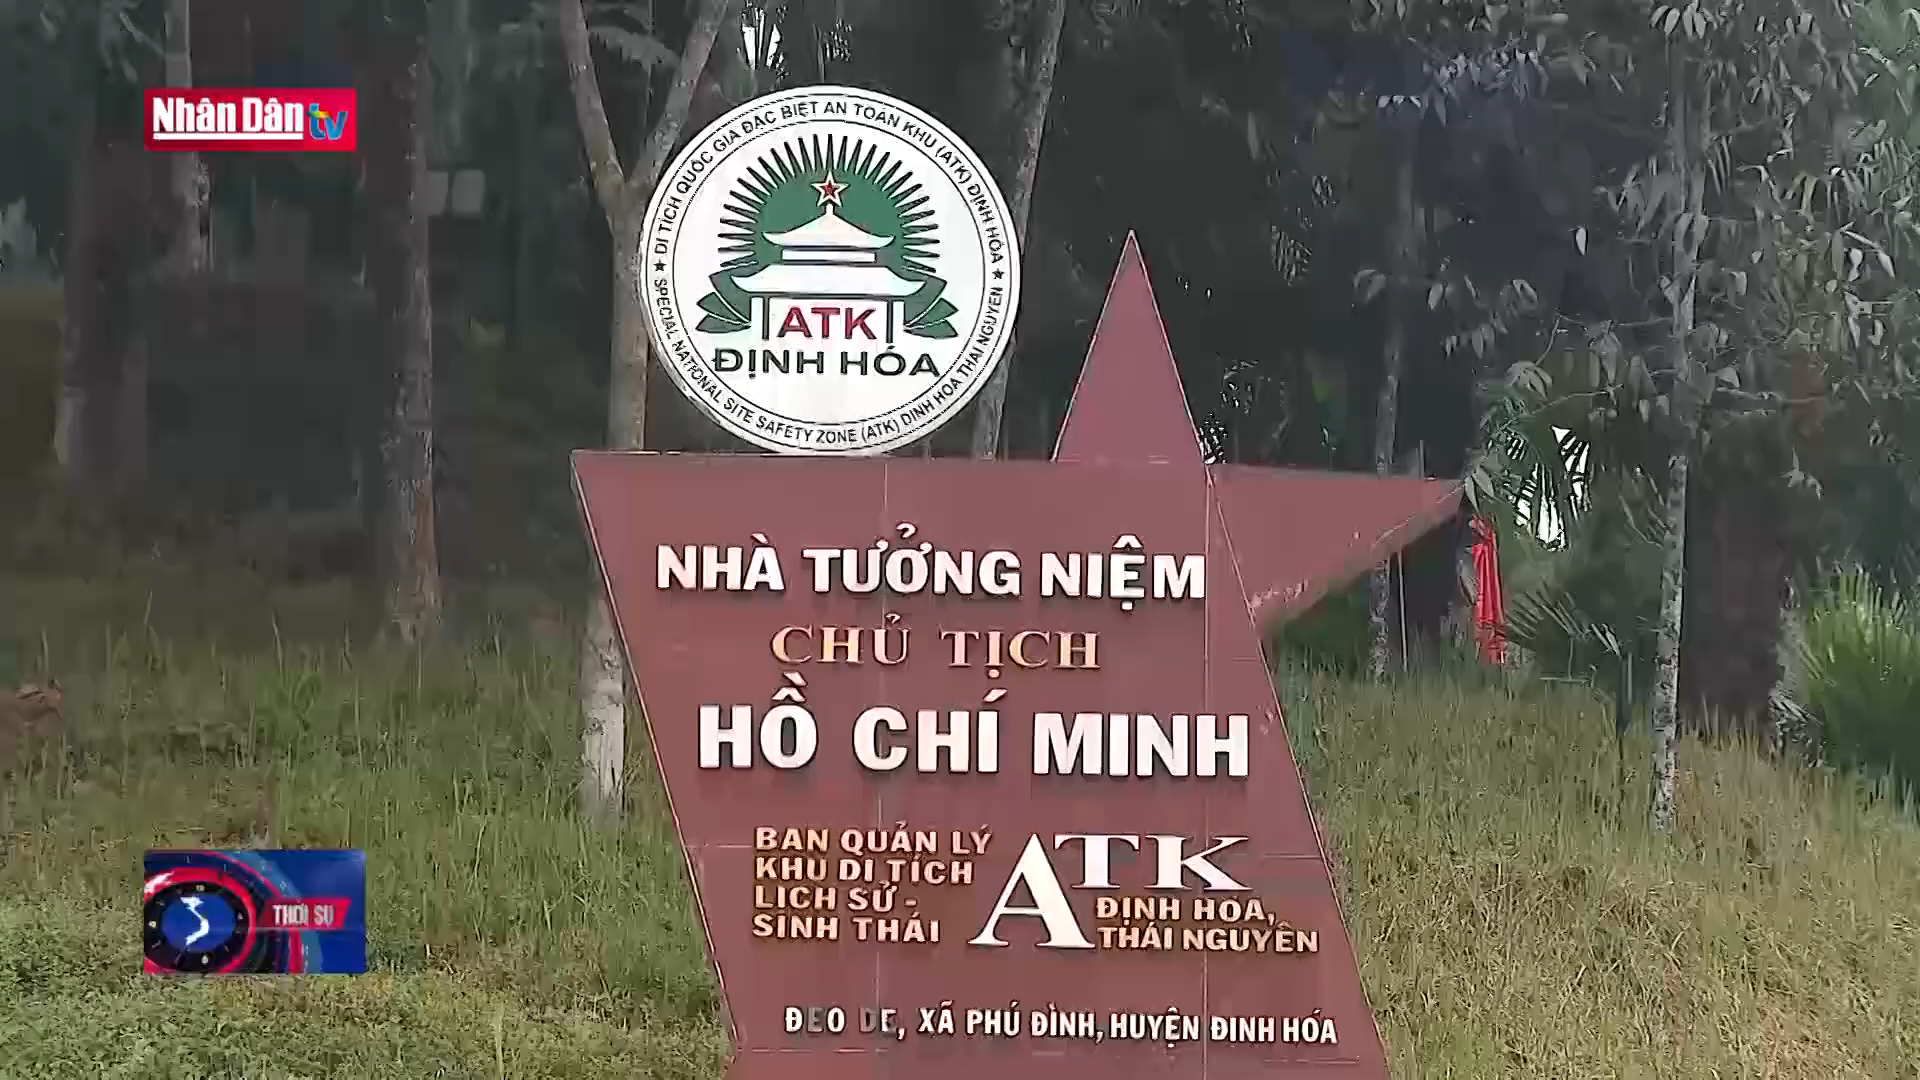 Nhân Dân tv
DI TÍCH QUỐC GIA ĐẶC BIỆT AN TOÀN KHU (ATK) ĐỊNH HÓA
ATK
ĐỊNH HÓA
SPECIAL NATIONAL SITE SAFETY ZONE (ATK) DINH HOA THAI NGUYEN
NHÀ TƯỞNG NIỆM
CHỦ TỊCH
HỒ CHÍ MINH
BAN QUẢN LÝ
KHU DI TÍCH
LỊCH SỬ -
SINH THÁI
ATK
ĐỊNH HÓA,
THÁI NGUYÊN
ĐEO DE, XÃ PHÚ ĐÌNH, HUYỆN ĐỊNH HÓA
THỜI SỰ